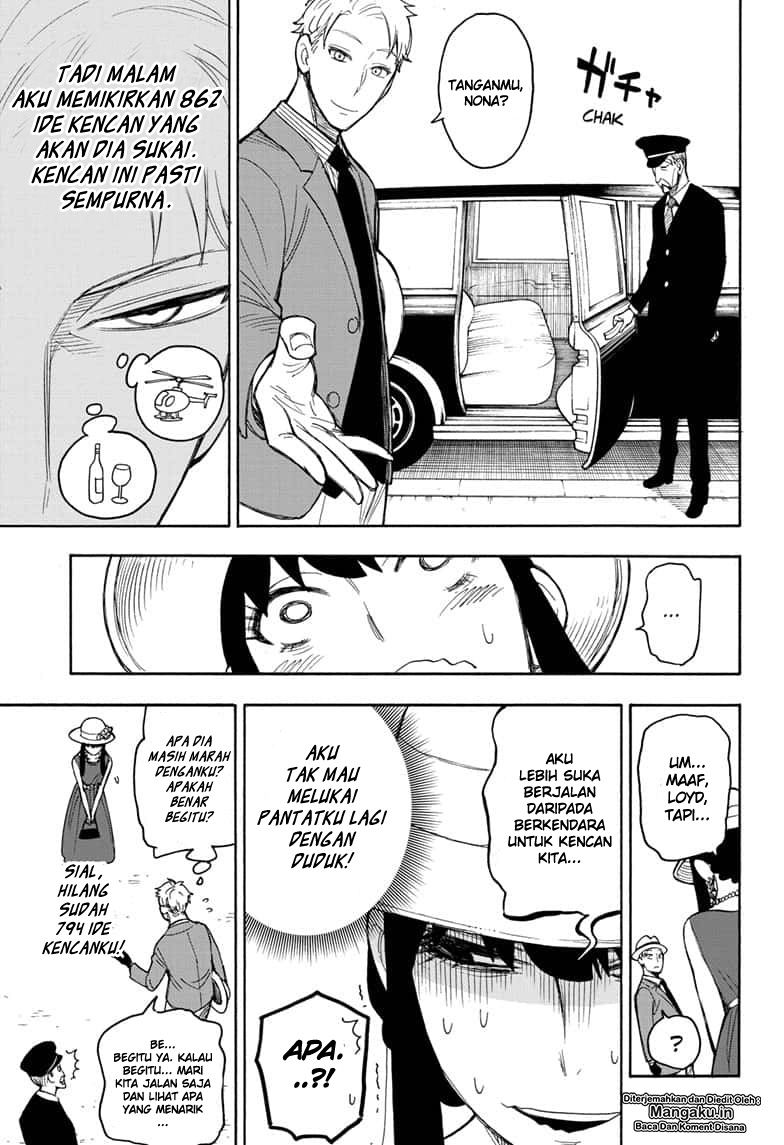 TANGANMU,
NONA?
ガチャ
CHAK
TADI MALAM
AKU MEMIKIRKAN 862
IDE KENCAN YANG
AKAN DIA SUKAI.
KENCAN INI PASTI
SEMPURNA.
...
UM...
MAAF,
LOYD,
TAPI...
?
AKU
LEBIH SUKA
BERJALAN
DARIPADA
BERKENDARA
UNTUK KENCAN
KITA...
AKU
TAK MAU
MELUKAI
PANTATKU LAGI
DENGAN
DUDUK!
APA.
..?!
APA DIA
MASIH MARAH
DENGANKU?
APAKAH
BENAR
BEGITU?
SIAL,
HILANG
SUDAH
794 IDE
KENCANKU!
BE...
BEGITU YA. KALAU
BEGITU... MARI
KITA JALAN SAJA
DAN LIHAT APA
YANG MENARIK
...
Diterjemahkan dan Diedit Oleh:
Mangaku.in
Baca Dan Koment Disana